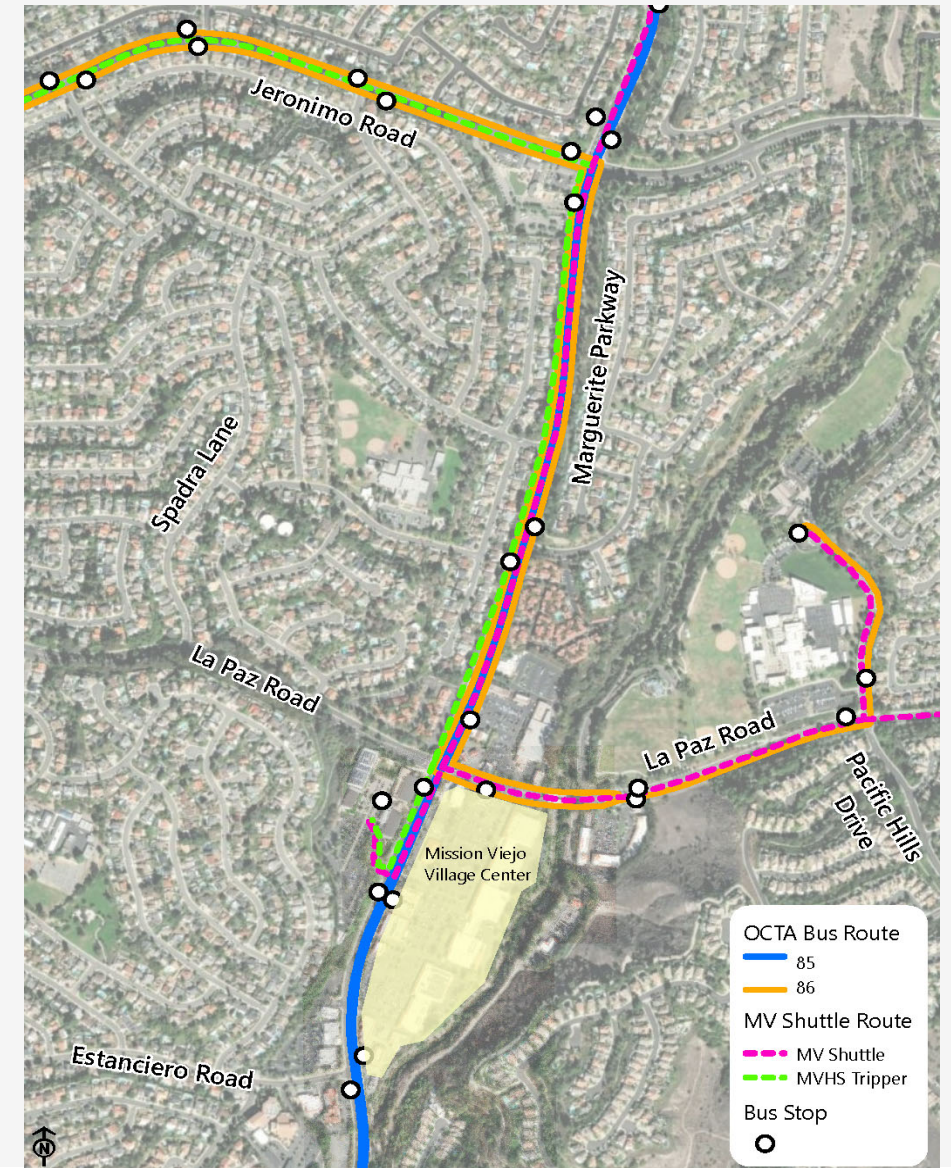 Jeronimo Road
Marguerite Parkway
Spadra Lane
La Paz Road
La Paz Road
Pacific Hills
Drive
Mission Viejo
Village Center
Estanciero Road
OCTA Bus Route
85
86
MV Shuttle Route
MV Shuttle
MVHS Tripper
Bus Stop
N